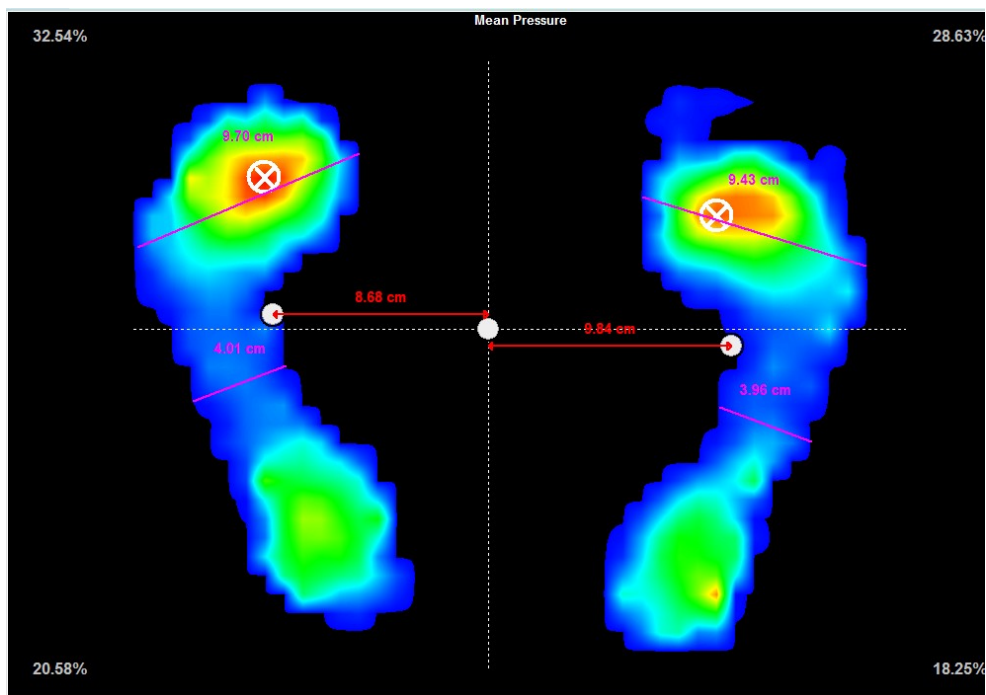 Mean Pressure
32.54%
28.63%
9.70 cm
9.43 cm
8.68 cm
9.84 cm
4.01 cm
3.96 cm
20.58%
18.25%